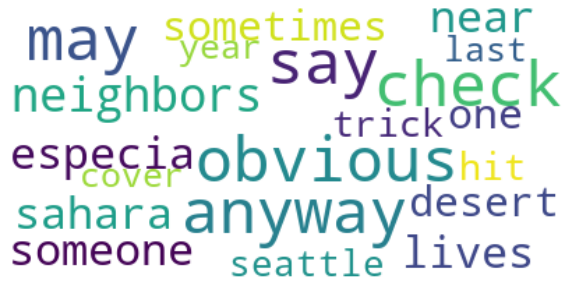 may sometimes near
year say last
neighbors check
trick one
especia obvious hit
cover
sahara anyway desert
someone seattle lives